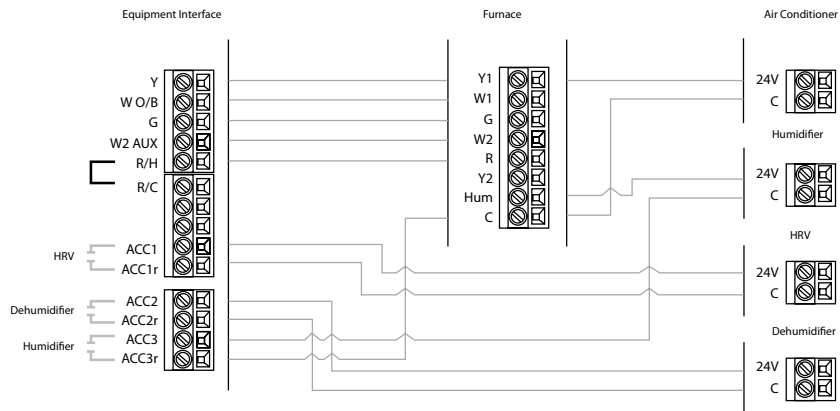 Equipment Interface
Furnace
Air Conditioner
Y
W O/B
G
W2 AUX
R/H
R/C
HRV
ACC1
ACC1r
Dehumidifier
ACC2
ACC2r
Humidifier
ACC3
ACC3r
Y1
W1
G
W2
R
Y2
Hum
C
24V
C
Humidifier
24V
C
HRV
24V
C
Dehumidifier
24V
C